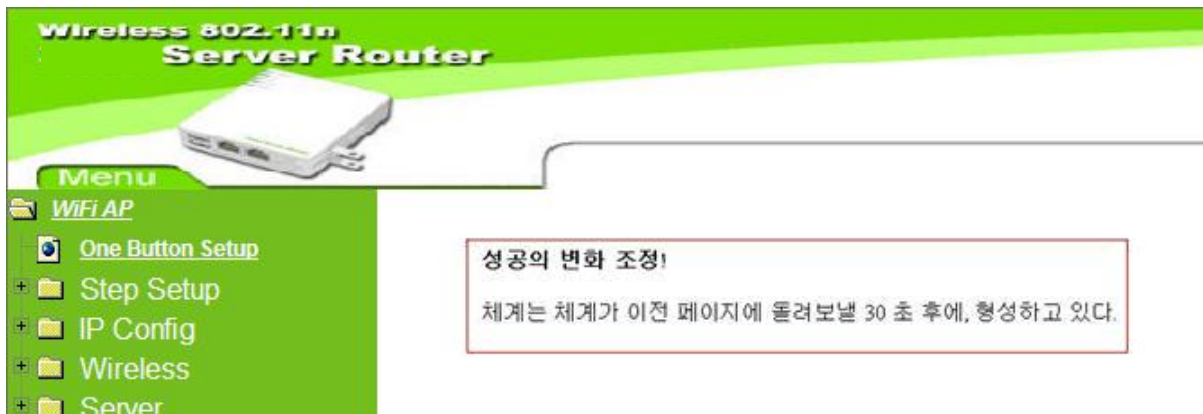 Wireless 802.11n
Server Router
Menu
WiFi AP
One Button Setup
Step Setup
IP Config
Wireless
Server
성공의 변화 조정!
체계는 체계가 이전 페이지에 돌려보낼 30 초 후에, 형성하고 있다.